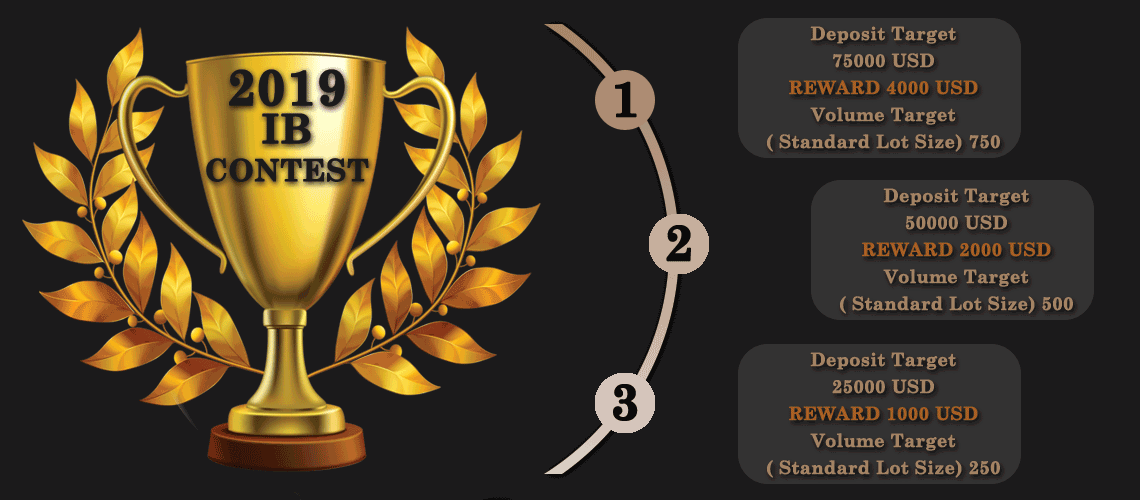 2019
IB
CONTEST
1
Deposit Target
75000 USD
REWARD 4000 USD
Volume Target
( Standard Lot Size) 750
2
Deposit Target
50000 USD
REWARD 2000 USD
Volume Target
( Standard Lot Size) 500
3
Deposit Target
25000 USD
REWARD 1000 USD
Volume Target
( Standard Lot Size) 250